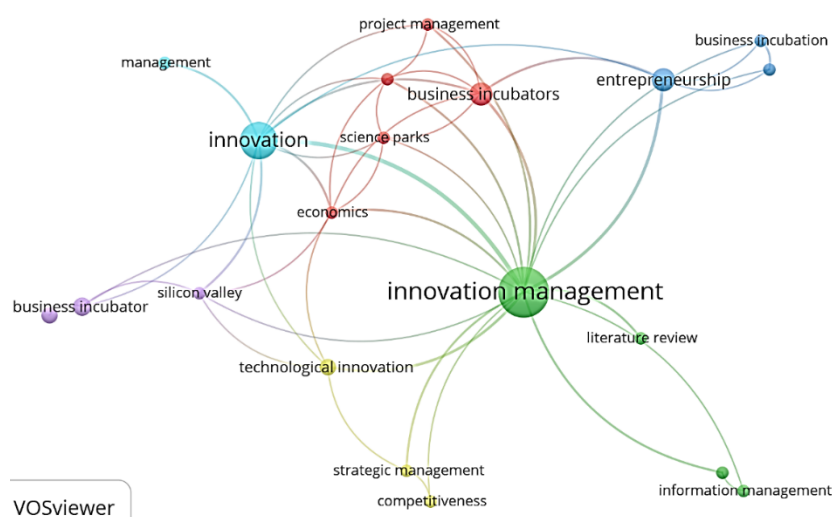 project management
business incubation
management
entrepreneurship
business incubators
innovation
science parks
economics
innovation management
silicon valley
business incubator
literature review
technological innovation
strategic management
information management
competitiveness
VOSviewer